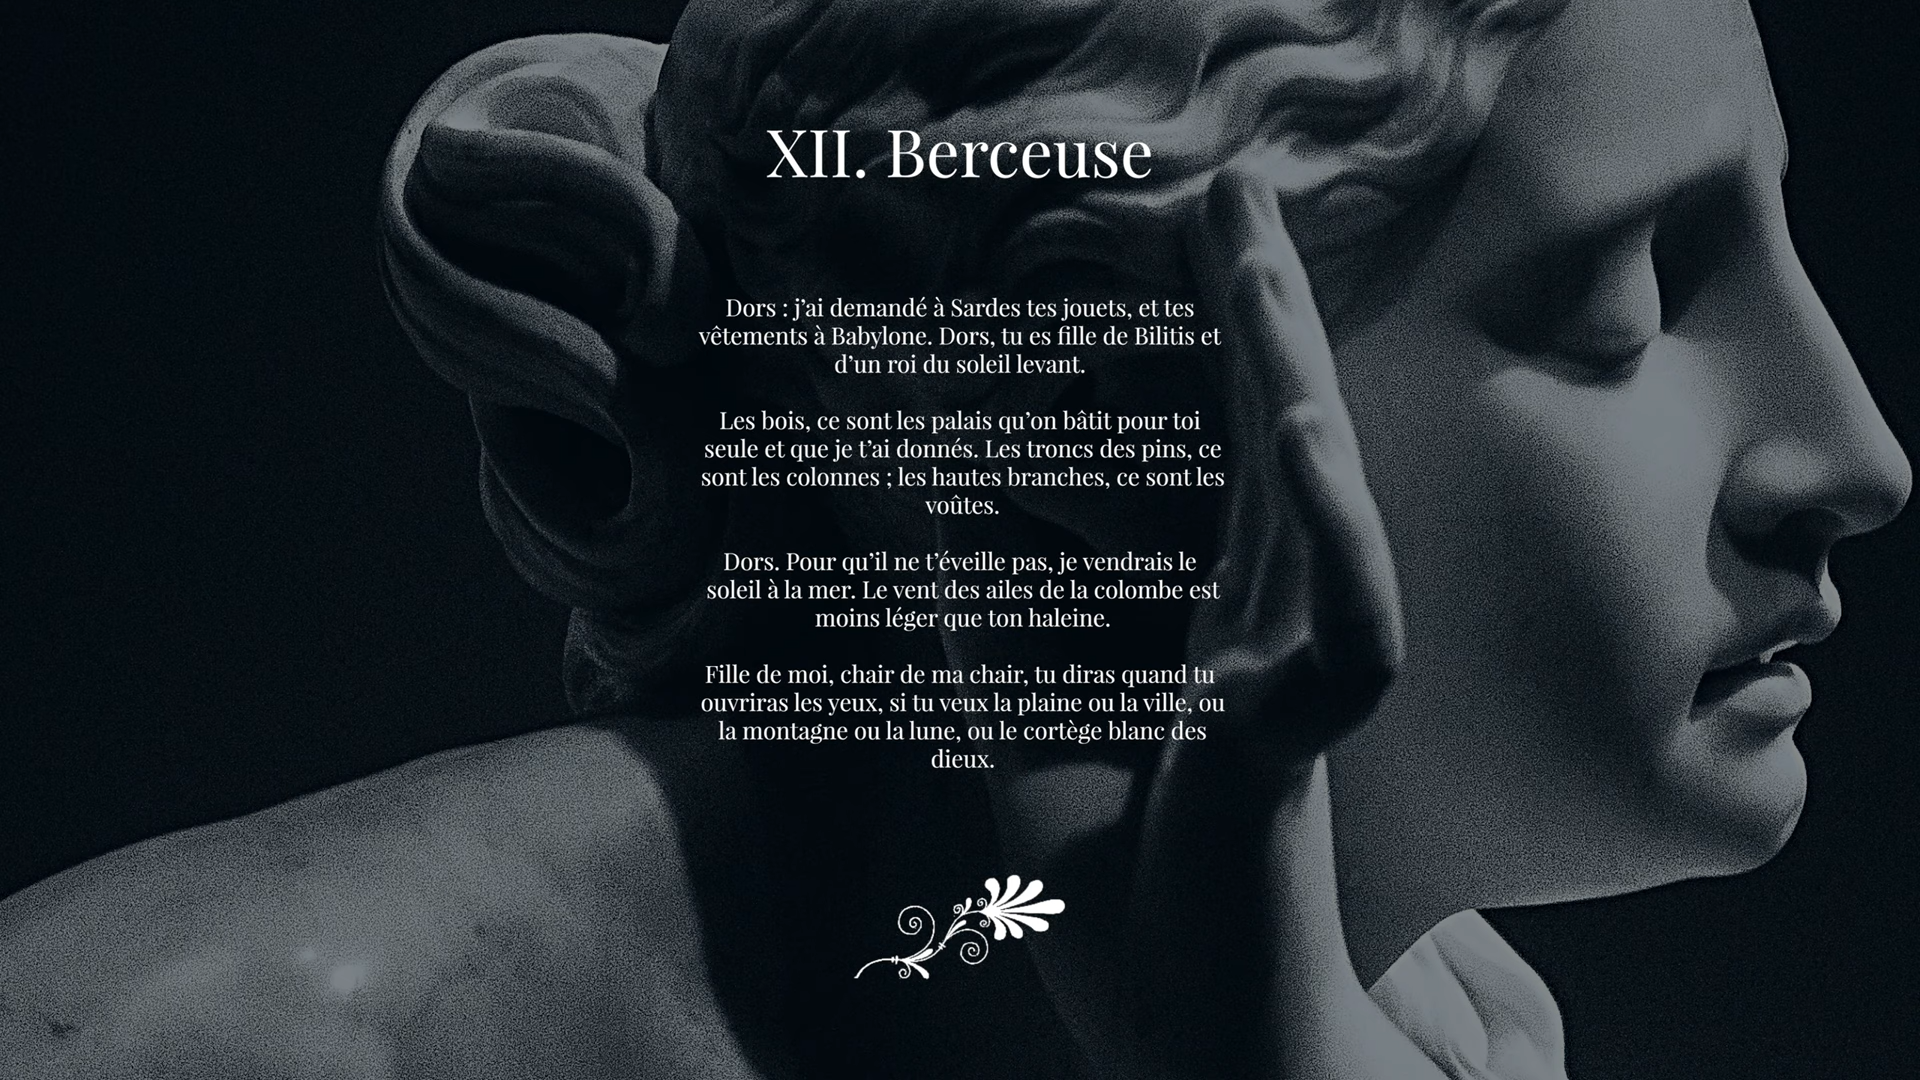 XII. Berceuse
Dors : j’ai demandé à Sardes tes jouets, et tes
vêtements à Babylone. Dors, tu es fille de Bilitis et
d’un roi du soleil levant.
Les bois, ce sont les palais qu’on bâtit pour toi
seule et que je t’ai donnés. Les troncs des pins, ce
sont les colonnes ; les hautes branches, ce sont les
voûtes.
Dors. Pour qu’il ne t’éveille pas, je vendrais le
soleil à la mer. Le vent des ailes de la colombe est
moins léger que ton haleine.
Fille de moi, chair de ma chair, tu diras quand tu
ouvriras les yeux, si tu veux la plaine ou la ville, ou
la montagne ou la lune, ou le cortège blanc des
dieux.